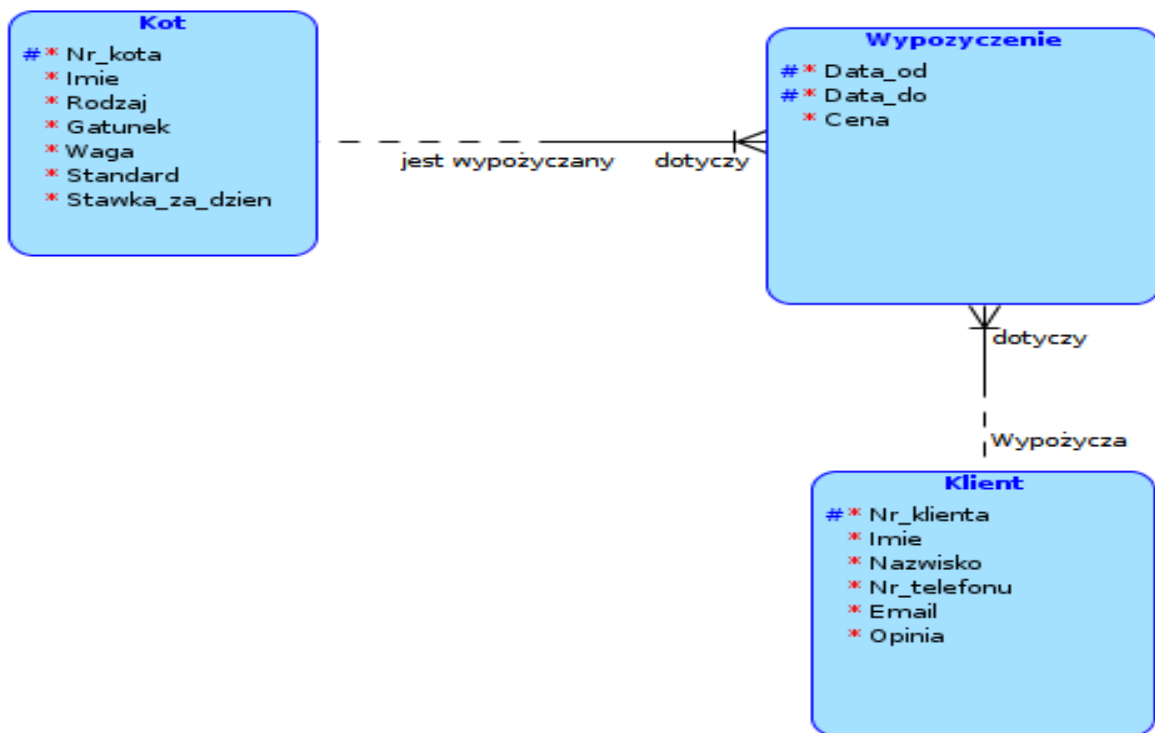 Kot
#* Nr_kota
* Imie
* Rodzaj
* Gatunek
* Waga
* Standard
* Stawka_za_dzien
jest wypożyczany
dotyczy
Wypozyczenie
#* Data_od
#* Data_do
* Cena
dotyczy
Wypożycza
Klient
#* Nr_klienta
* Imie
* Nazwisko
* Nr_telefonu
* Email
* Opinia